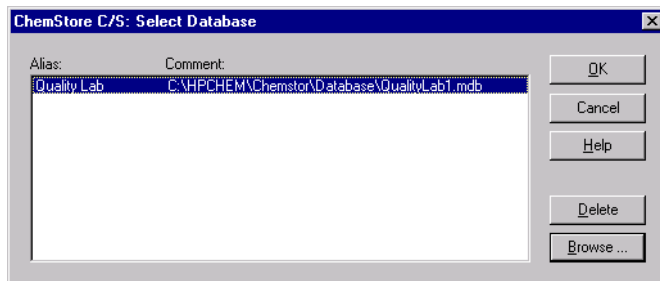 ChemStore C/S: Select Database
Alias: Comment:
Quality Lab C:\HPCHEM\Chemstor\Database\QualityLab1.mdb
OK
Cancel
Help
Delete
Browse ...